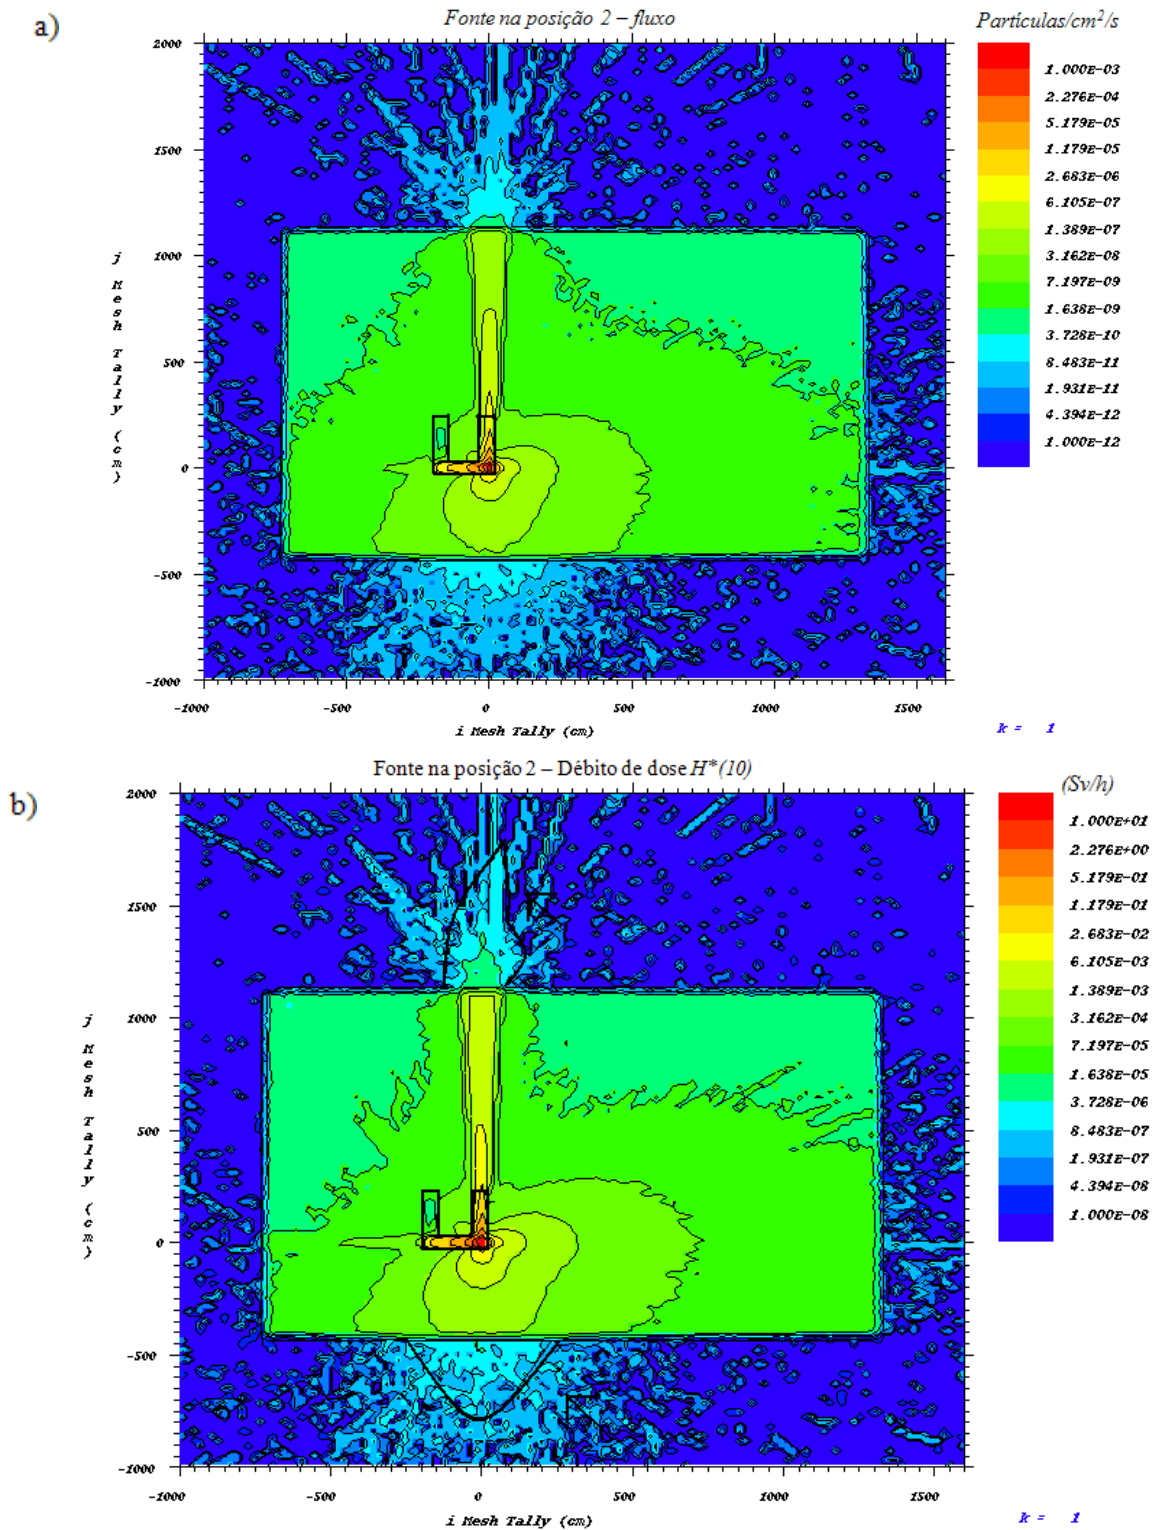 a)
Fonte na posição 2 – fluxo
Partículas/cm²/s
2000
1500
1000
500
0
-500
-1000
j Mesh Tally (cm)
-1000
-500
0
500
1000
1500
i Mesh Tally (cm)
1.000E-03
2.276E-04
5.179E-05
1.179E-05
2.683E-06
6.105E-07
1.389E-07
3.162E-08
7.197E-09
1.638E-09
3.728E-10
8.483E-11
1.931E-11
4.394E-12
1.000E-12
k = 1
b)
Fonte na posição 2 – Débito de dose H*(10)
(Sv/h)
2000
1500
1000
500
0
-500
-1000
j Mesh Tally (cm)
-1000
-500
0
500
1000
1500
i Mesh Tally (cm)
1.000E+01
2.276E+00
5.179E-01
1.179E-01
2.683E-02
6.105E-03
1.389E-03
3.162E-04
7.197E-05
1.638E-05
3.728E-06
8.483E-07
1.931E-07
4.394E-08
1.000E-08
k = 1